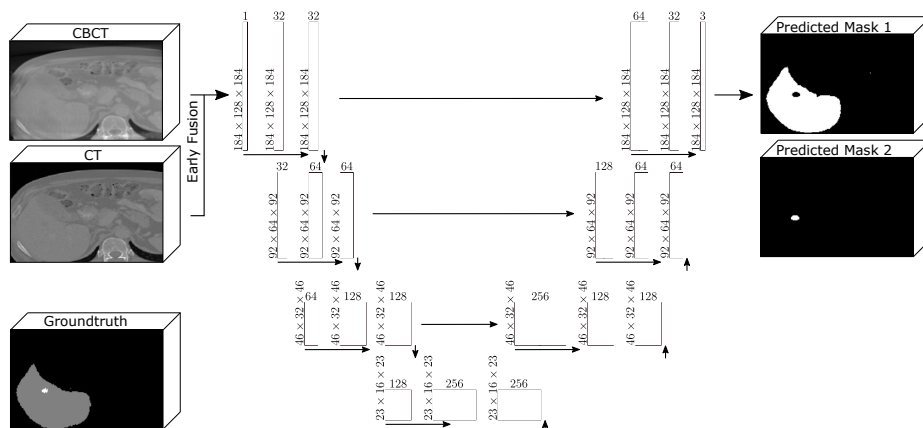 CBCT
CT
Groundtruth
Early Fusion
1 32 32
184 × 128 × 184
184 × 128 × 184
184 × 128 × 184
64 32 3
184 × 128 × 184
184 × 128 × 184
184 × 128 × 184
32 64 64
92 × 64 × 92
92 × 64 × 92
92 × 64 × 92
128 64 64
92 × 64 × 92
92 × 64 × 92
92 × 64 × 92
64 128 128
46 × 32 × 46
46 × 32 × 46
46 × 32 × 46
256 128 128
46 × 32 × 46
46 × 32 × 46
46 × 32 × 46
128 256 256
23 × 16 × 23
23 × 16 × 23
23 × 16 × 23
Predicted Mask 1
Predicted Mask 2